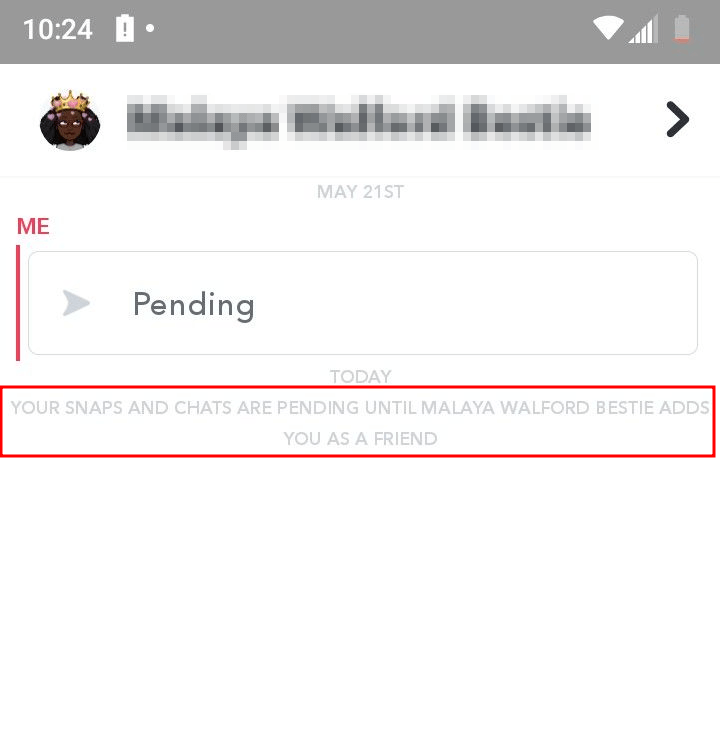 10:24
MAY 21ST
ME
Pending
TODAY
YOUR SNAPS AND CHATS ARE PENDING UNTIL MALAYA WALFORD BESTIE ADDS
YOU AS A FRIEND